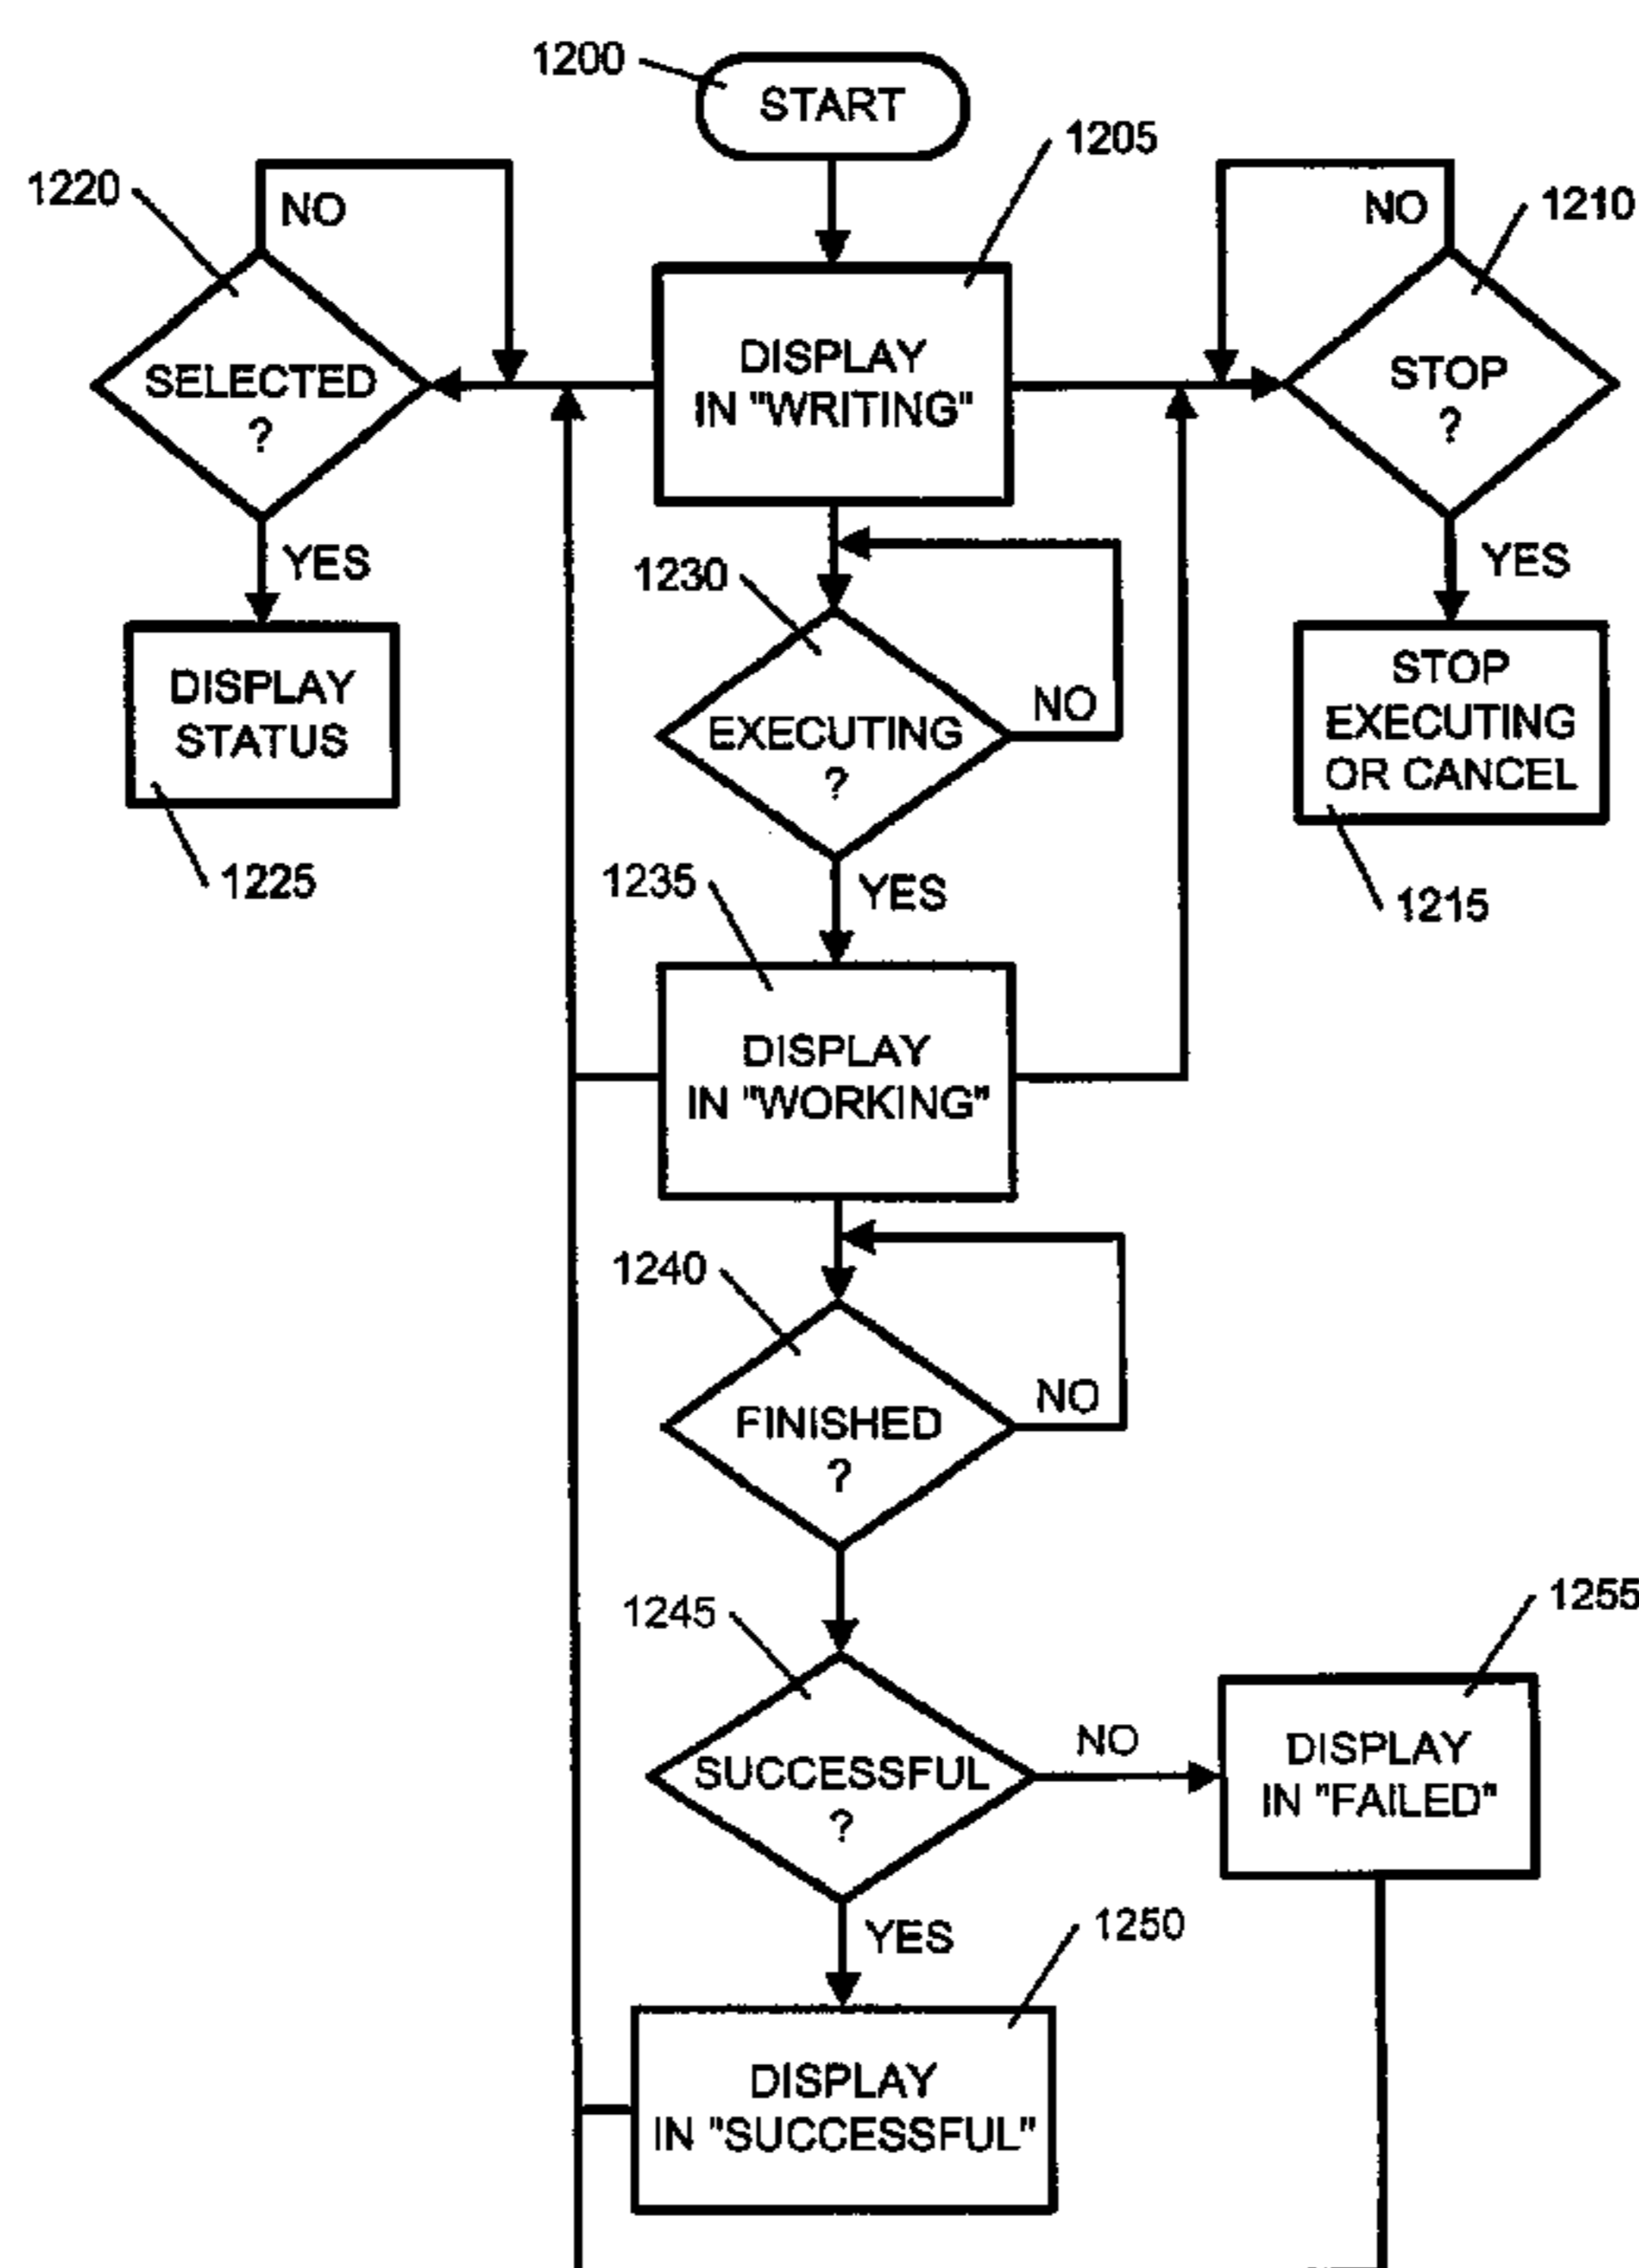 1200
START
1205
1220
NO
NO
1210
SELECTED
?
DISPLAY
IN "WRITING"
STOP
?
YES
YES
1230
DISPLAY
STATUS
EXECUTING
?
NO
STOP
EXECUTING
OR CANCEL
1225
1235
YES
1215
DISPLAY
IN "WORKING"
1240
FINISHED
?
NO
1245
1255
SUCCESSFUL
?
NO
DISPLAY
IN "FAILED"
YES
1250
DISPLAY
IN "SUCCESSFUL"